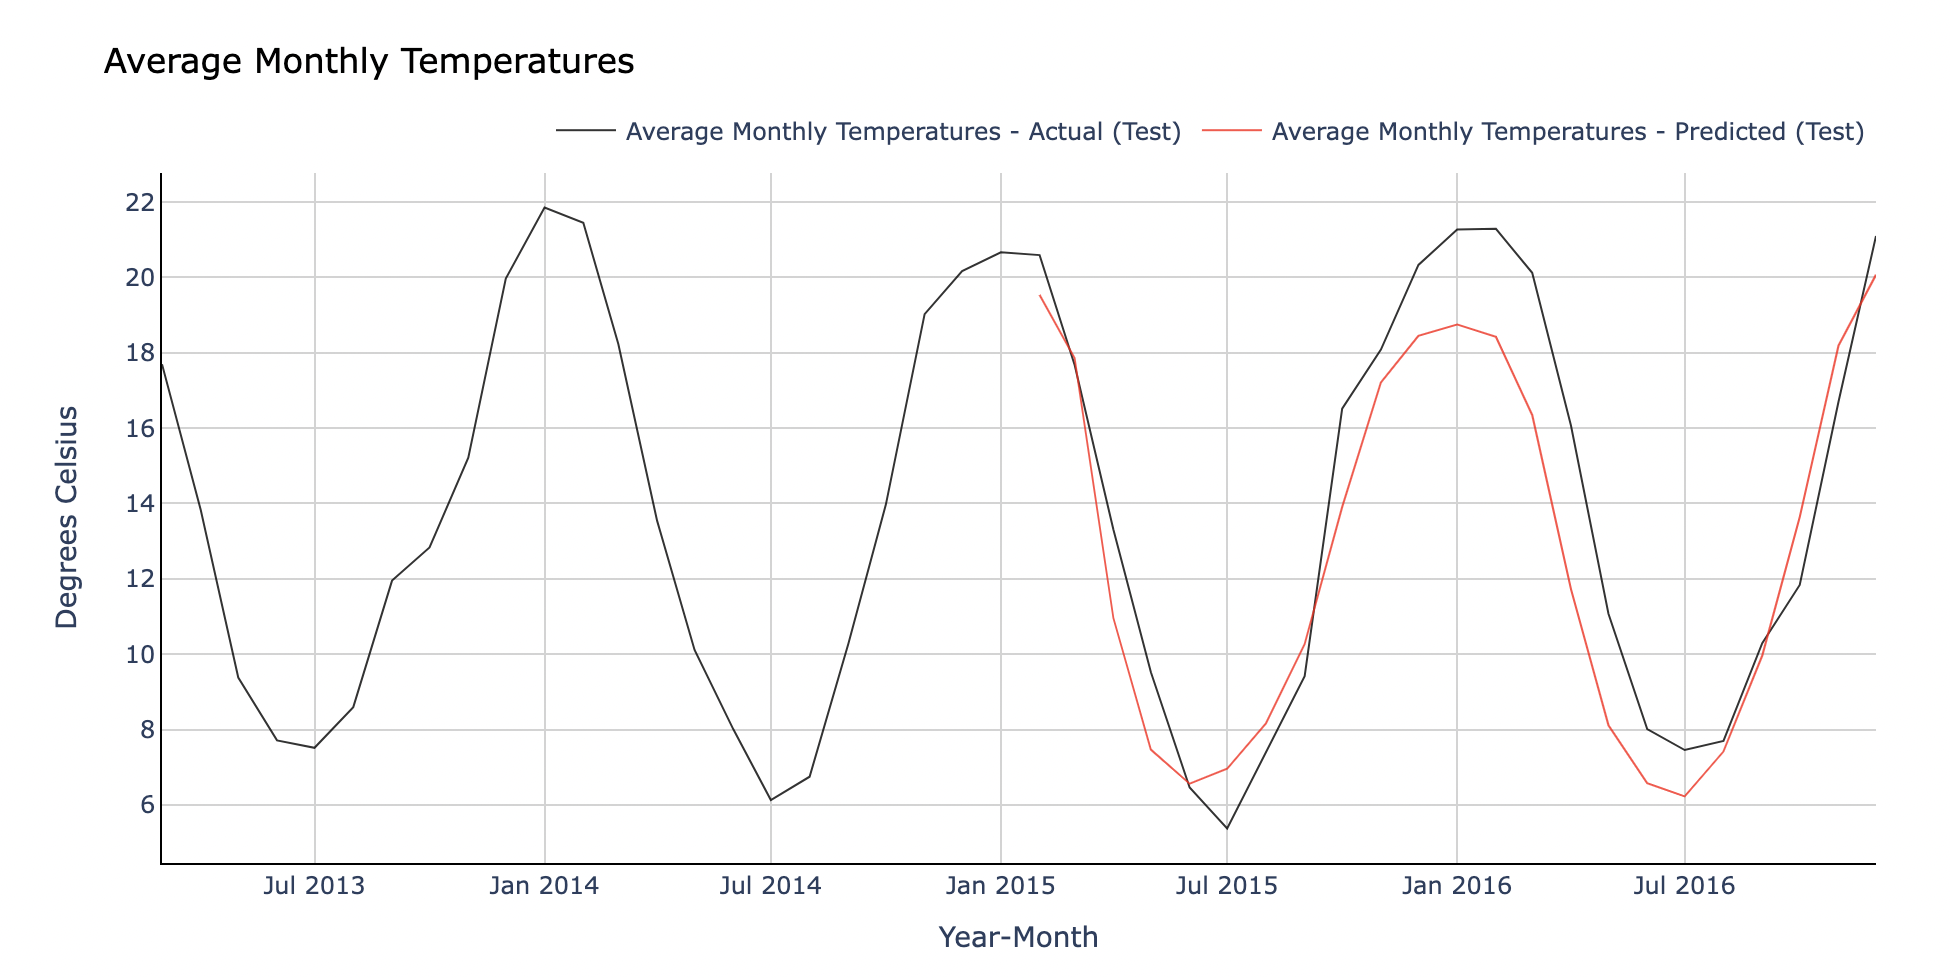 Average Monthly Temperatures
Average Monthly Temperatures - Actual (Test)
Average Monthly Temperatures - Predicted (Test)
22
20
18
16
14
12
10
8
6
Degrees Celsius
Jul 2013
Jan 2014
Jul 2014
Jan 2015
Jul 2015
Jan 2016
Jul 2016
Year-Month